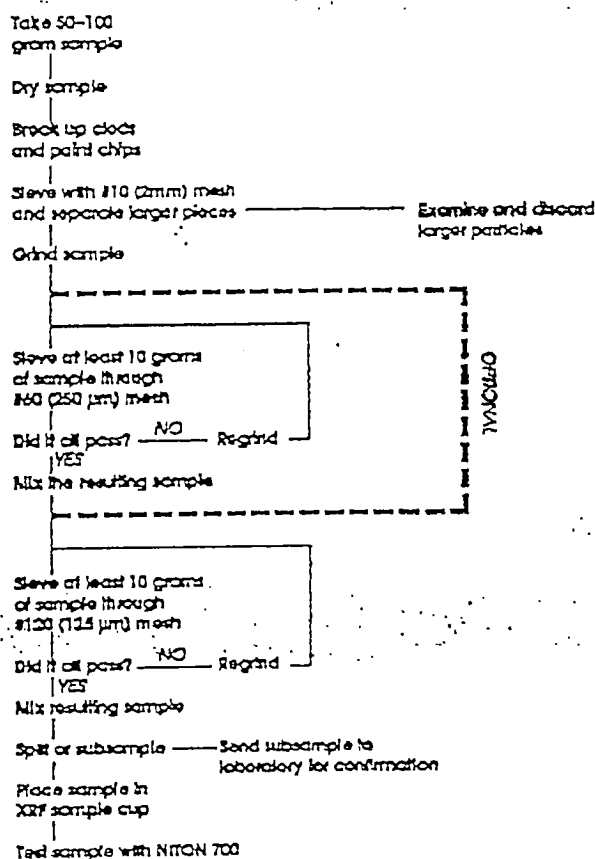 Take 50-100
gram sample
Dry sample
Break up clods
and paint chips
Sieve with #10 (2mm) mesh
and separate larger pieces
Examine and discard
larger particles
Grind sample
OPTIONAL
Sieve at least 10 grams
of sample through
#60 (250 µm) mesh
Did it all pass? NO Regrind
YES
Mix the resulting sample
Sieve at least 10 grams
of sample through
#120 (125 µm) mesh
Did it all pass? NO Regrind
YES
Mix resulting sample
Split or subsample
Send subsample to
laboratory for confirmation
Place sample in
XRF sample cup
Test sample with NITON 700